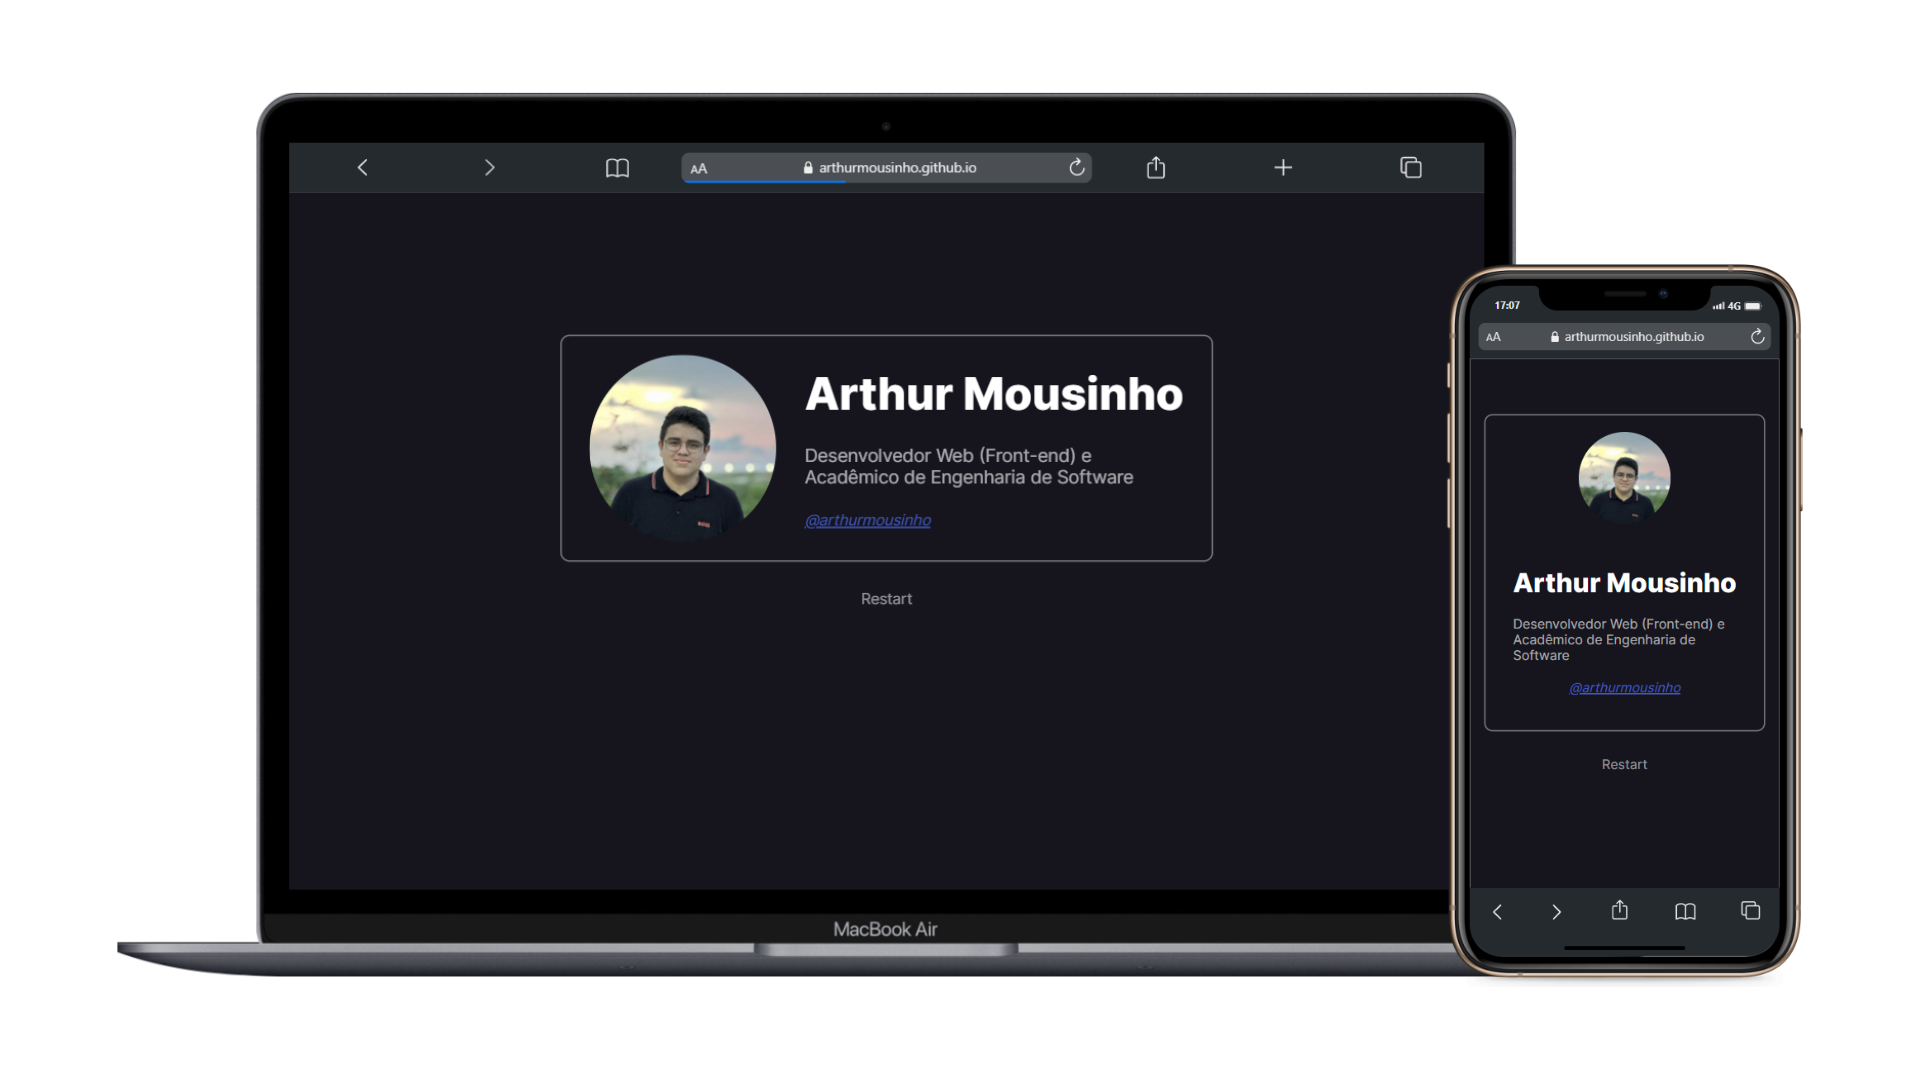 AA arthurmousinho.github.io
Arthur Mousinho
Desenvolvedor Web (Front-end) e
Acadêmico de Engenharia de Software
@arthurmousinho
Restart
MacBook Air
17:07 4G
AA arthurmousinho.github.io
Arthur Mousinho
Desenvolvedor Web (Front-end) e
Acadêmico de Engenharia de
Software
@arthurmousinho
Restart